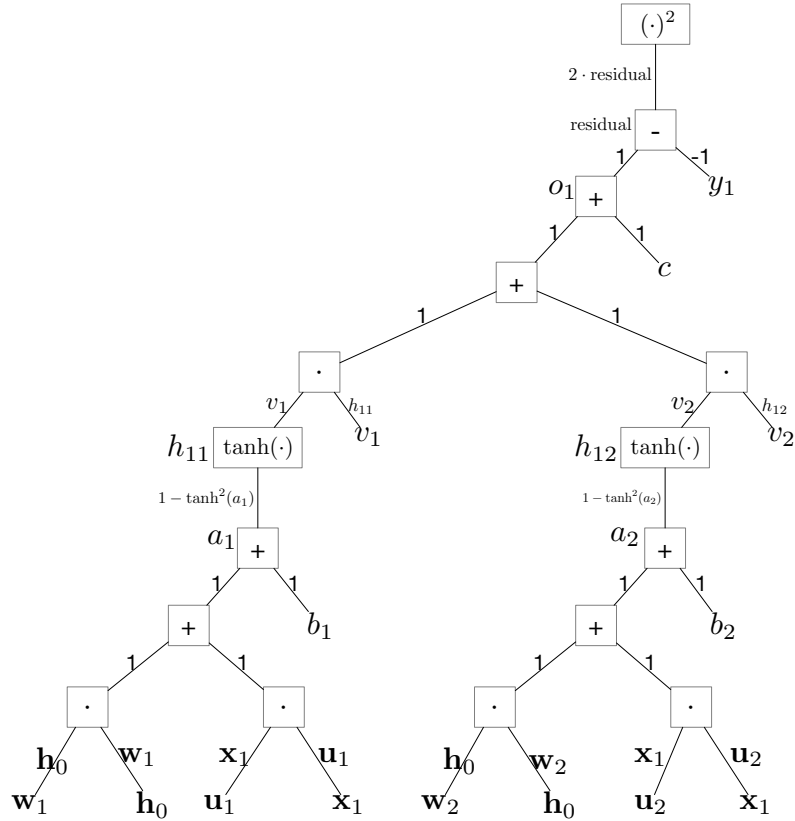 (·)²
2 · residual
residual -
1 -1
o₁ + y₁
1 1
c
+
1 1
· ·
v₁ h₁₁ v₂ h₁₂
h₁₁ tanh(·) v₁ h₁₂ tanh(·) v₂
1 − tanh²(a₁) 1 − tanh²(a₂)
a₁ + a₂ +
1 1 1 1
+ b₁ + b₂
1 1 1 1
· · · ·
h₀ w₁ x₁ u₁ h₀ w₂ x₁ u₂
w₁ h₀ u₁ x₁ w₂ h₀ u₂ x₁